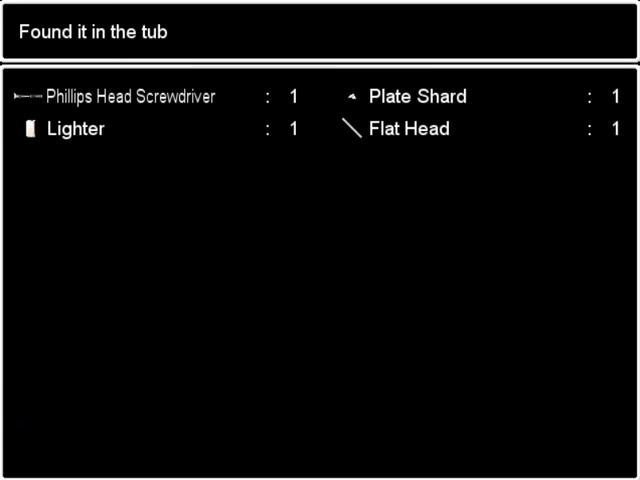 Found it in the tub
Phillips Head Screwdriver : 1 Plate Shard : 1
Lighter : 1 Flat Head : 1